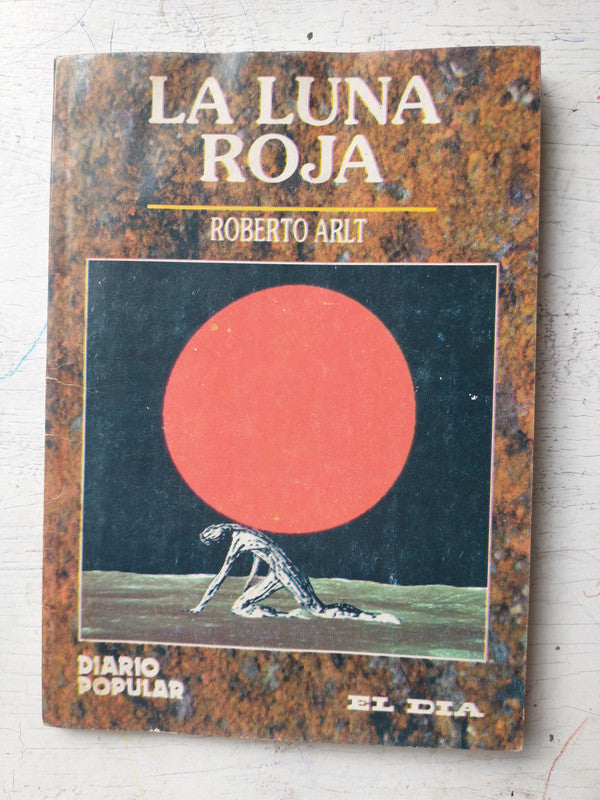 LA LUNA
ROJA
ROBERTO ARLT
DIARIO
POPULAR
EL DIA